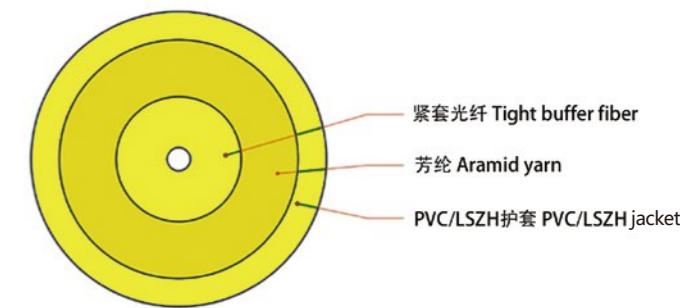 紧套光纤 Tight buffer fiber
芳纶 Aramid yarn
PVC/LSZH护套 PVC/LSZH jacket